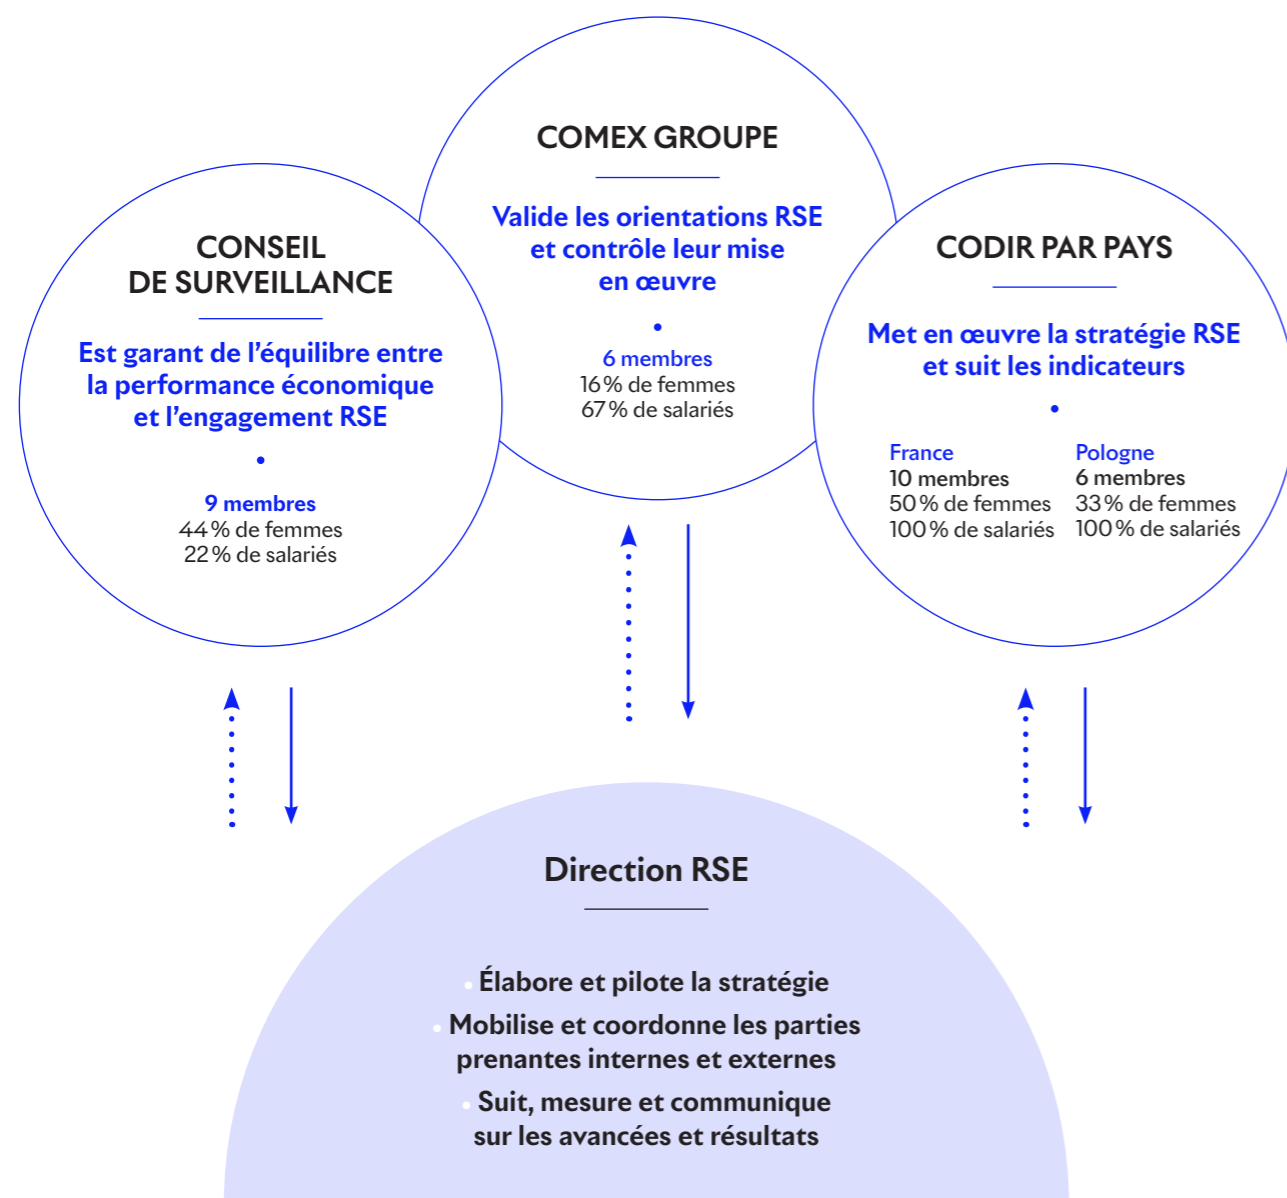 COMEX GROUPE
Valide les orientations RSE
et contrôle leur mise
en œuvre
•
6 membres
16 % de femmes
67 % de salariés
CONSEIL
DE SURVEILLANCE
Est garant de l’équilibre entre
la performance économique
et l’engagement RSE
•
9 membres
44 % de femmes
22 % de salariés
CODIR PAR PAYS
Met en œuvre la stratégie RSE
et suit les indicateurs
•
France
10 membres
50 % de femmes
100 % de salariés
Pologne
6 membres
33 % de femmes
100 % de salariés
Direction RSE
• Élabore et pilote la stratégie
• Mobilise et coordonne les parties
prenantes internes et externes
• Suit, mesure et communique
sur les avancées et résultats